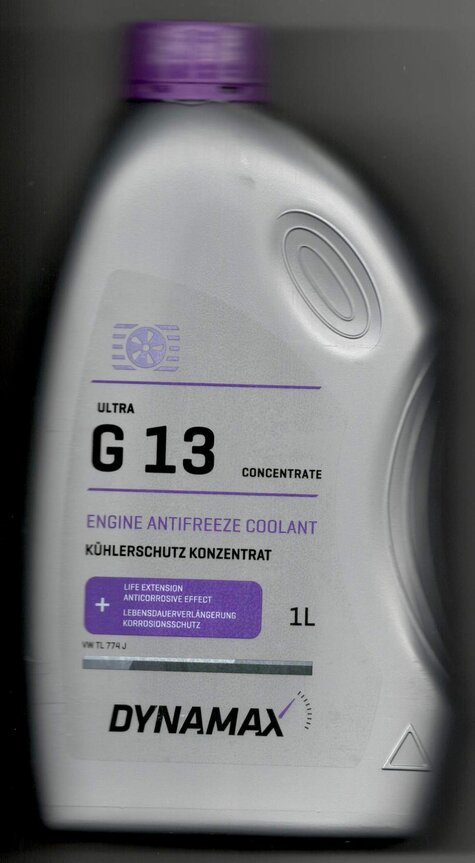 ULTRA
G 13
CONCENTRATE
ENGINE ANTIFREEZE COOLANT
KÜHLERSCHUTZ KONZENTRAT
+
LIFE EXTENSION
ANTICORROSIVE EFFECT
LEBENSDAUERVERLÄNGERUNG
KORROSIONSSCHUTZ
1L
VW TL 774 J
DYNAMAX